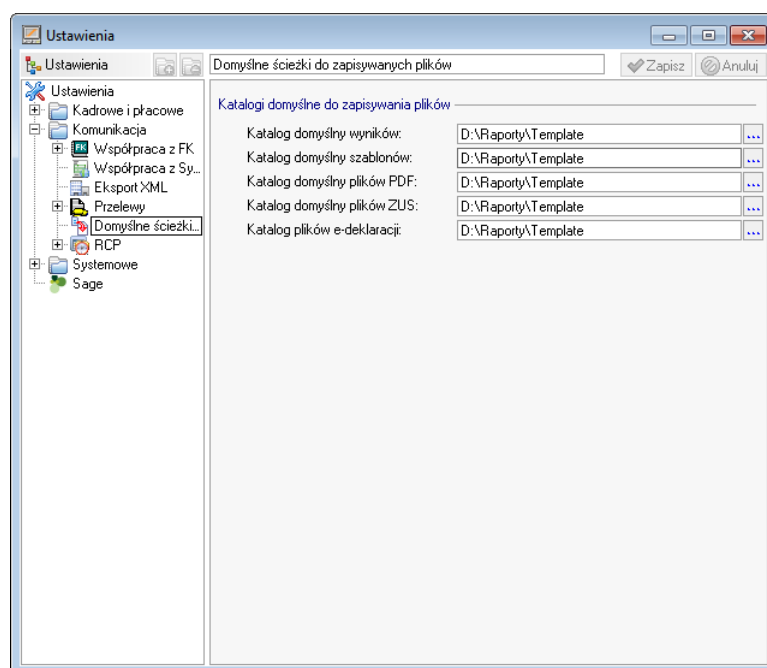 Ustawienia
Ustawienia
Domyślne ścieżki do zapisywanych plików
Zapisz
Anuluj
Ustawienia
Kadrowe i płacowe
Komunikacja
Współpraca z FK
Współpraca z Sy...
Eksport XML
Przelewy
Domyślne ścieżki...
RCP
Systemowe
Sage
Katalogi domyślne do zapisywania plików
Katalog domyślny wyników: D:\Raporty\Template ...
Katalog domyślny szablonów: D:\Raporty\Template ...
Katalog domyślny plików PDF: D:\Raporty\Template ...
Katalog domyślny plików ZUS: D:\Raporty\Template ...
Katalog plików e-deklaracji: D:\Raporty\Template ...